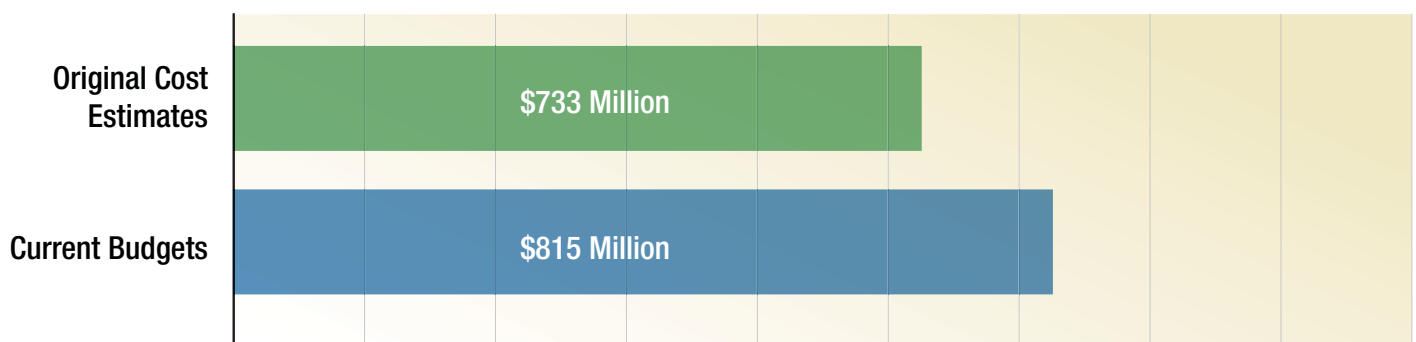 Original Cost
Estimates
$733 Million
Current Budgets
$815 Million